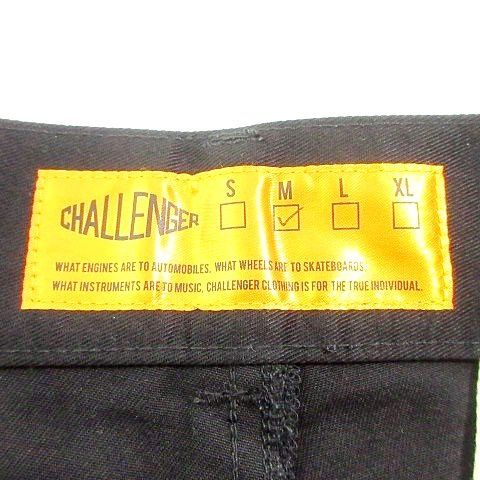 CHALLENGER
S M L XL
WHAT ENGINES ARE TO AUTOMOBILES. WHAT WHEELS ARE TO SKATEBOARDS.
WHAT INSTRUMENTS ARE TO MUSIC, CHALLENGER CLOTHING IS FOR THE TRUE INDIVIDUAL.